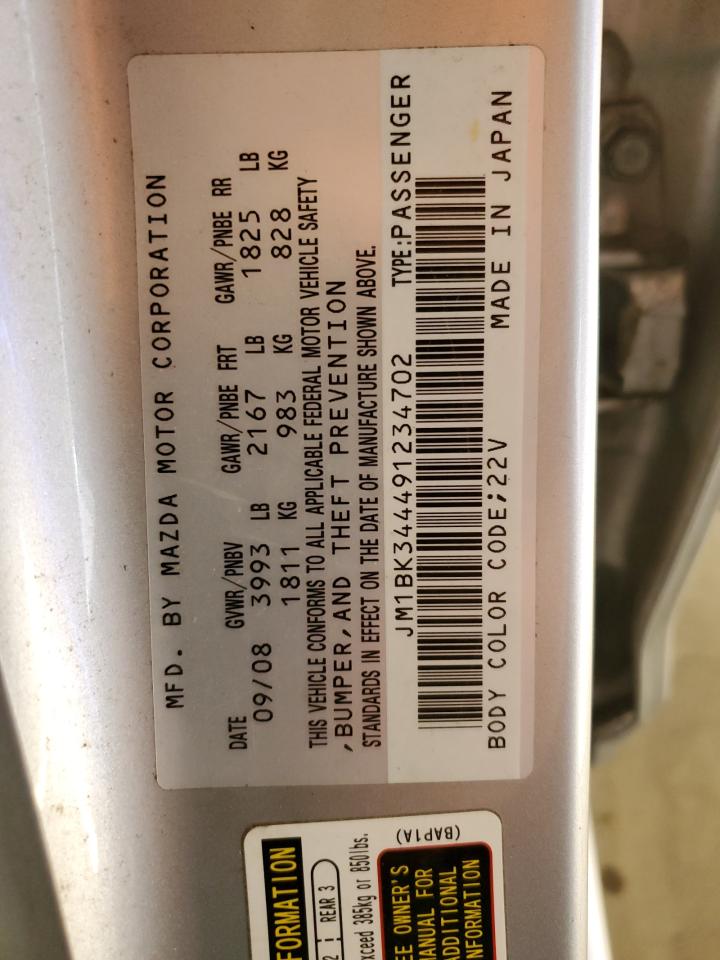 MFD. BY MAZDA MOTOR CORPORATION
DATE GVWR/PNBV GAWR/PNBE FRT GAWR/PNBE RR
09/08 3993 LB 2167 LB 1825 LB
1811 KG 983 KG 828 KG
THIS VEHICLE CONFORMS TO ALL APPLICABLE FEDERAL MOTOR VEHICLE SAFETY
,BUMPER, AND THEFT PREVENTION
STANDARDS IN EFFECT ON THE DATE OF MANUFACTURE SHOWN ABOVE.
JM1BK344491234702 TYPE:PASSENGER
BODY COLOR CODE;22V MADE IN JAPAN
FORMATION
2 REAR 3
xceed 385kg or 850lbs.
EE OWNER'S
ANUAL FOR
ADDITIONAL
NFORMATION
(BAP1A)